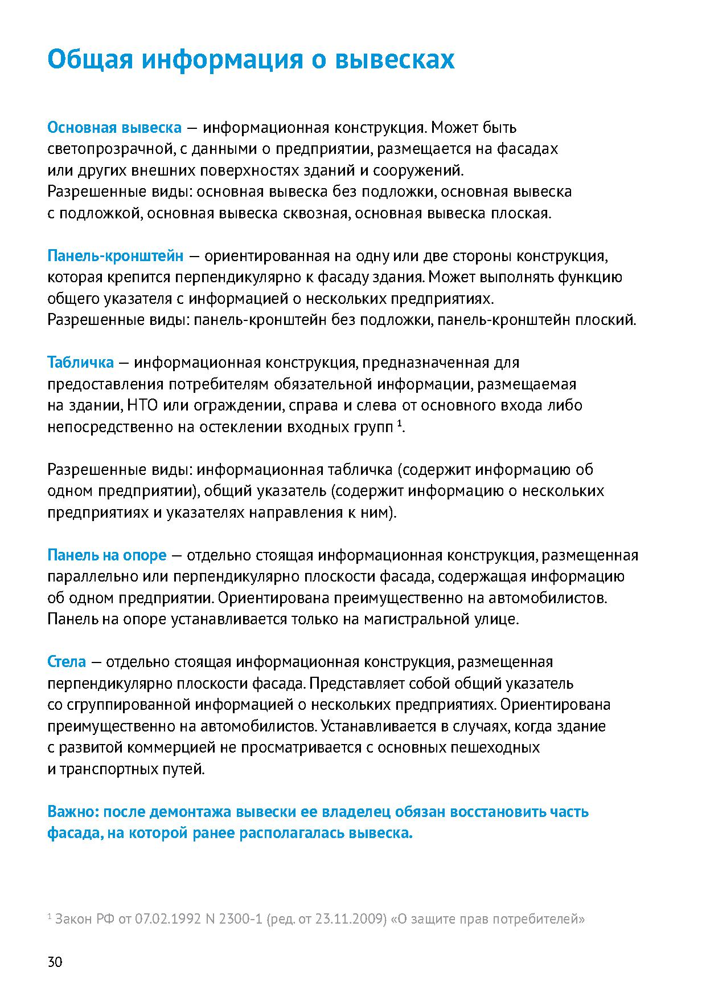 Общая информация о вывесках
Основная вывеска — информационная конструкция. Может быть
светопрозрачной, с данными о предприятии, размещается на фасадах
или других внешних поверхностях зданий и сооружений.
Разрешенные виды: основная вывеска без подложки, основная вывеска
с подложкой, основная вывеска сквозная, основная вывеска плоская.
Панель-кронштейн — ориентированная на одну или две стороны конструкция,
которая крепится перпендикулярно к фасаду здания. Может выполнять функцию
общего указателя с информацией о нескольких предприятиях.
Разрешенные виды: панель-кронштейн без подложки, панель-кронштейн плоский.
Табличка — информационная конструкция, предназначенная для
предоставления потребителям обязательной информации, размещаемая
на здании, НТО или ограждении, справа и слева от основного входа либо
непосредственно на остеклении входных групп ¹.
Разрешенные виды: информационная табличка (содержит информацию об
одном предприятии), общий указатель (содержит информацию о нескольких
предприятиях и указателях направления к ним).
Панель на опоре — отдельно стоящая информационная конструкция, размещенная
параллельно или перпендикулярно плоскости фасада, содержащая информацию
об одном предприятии. Ориентирована преимущественно на автомобилистов.
Панель на опоре устанавливается только на магистральной улице.
Стела — отдельно стоящая информационная конструкция, размещенная
перпендикулярно плоскости фасада. Представляет собой общий указатель
со сгруппированной информацией о нескольких предприятиях. Ориентирована
преимущественно на автомобилистов. Устанавливается в случаях, когда здание
с развитой коммерцией не просматривается с основных пешеходных
и транспортных путей.
Важно: после демонтажа вывески ее владелец обязан восстановить часть
фасада, на которой ранее располагалась вывеска.
¹ Закон РФ от 07.02.1992 N 2300-1 (ред. от 23.11.2009) «О защите прав потребителей»
30